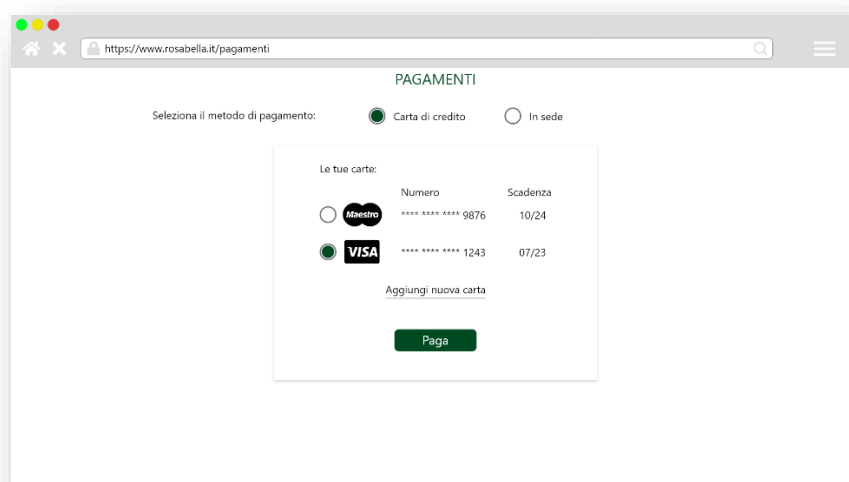 https://www.rosabella.it/pagamenti
PAGAMENTI
Seleziona il metodo di pagamento: Carta di credito In sede
Le tue carte:
Numero Scadenza
Maestro **** **** **** 9876 10/24
VISA **** **** **** 1243 07/23
Aggiungi nuova carta
Paga